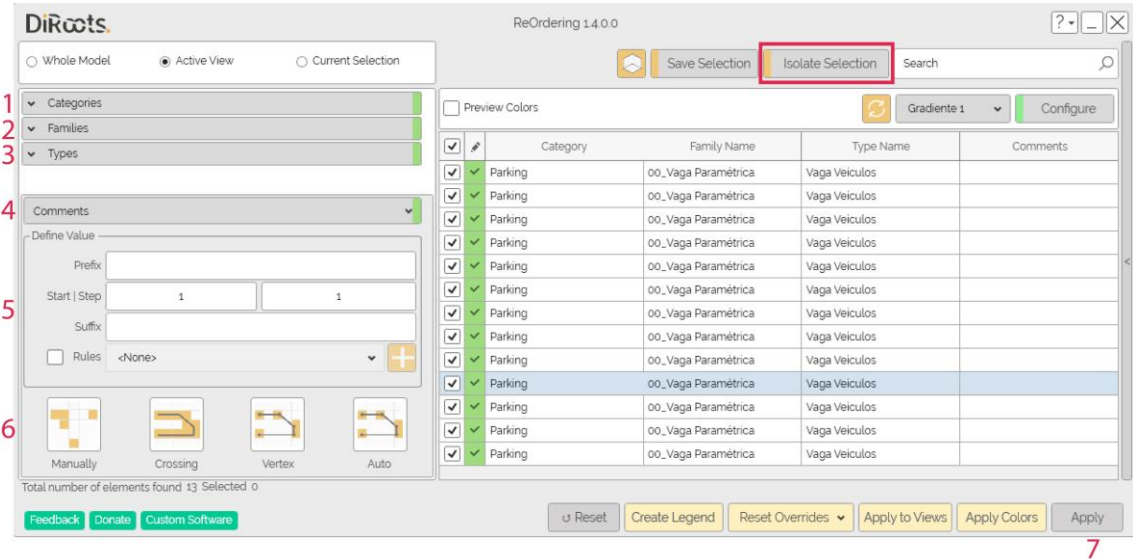 DiRoots.
ReOrdering 1.4.0.0
?
Whole Model Active View Current Selection
Save Selection Isolate Selection Search
1 Categories
2 Families
3 Types
Preview Colors Gradiente 1 Configure
Category Family Name Type Name Comments
Parking 00_Vaga Paramétrica Vaga Veiculos
Parking 00_Vaga Paramétrica Vaga Veiculos
Parking 00_Vaga Paramétrica Vaga Veiculos
Parking 00_Vaga Paramétrica Vaga Veiculos
Parking 00_Vaga Paramétrica Vaga Veiculos
Parking 00_Vaga Paramétrica Vaga Veiculos
Parking 00_Vaga Paramétrica Vaga Veiculos
Parking 00_Vaga Paramétrica Vaga Veiculos
Parking 00_Vaga Paramétrica Vaga Veiculos
Parking 00_Vaga Paramétrica Vaga Veiculos
Parking 00_Vaga Paramétrica Vaga Veiculos
Parking 00_Vaga Paramétrica Vaga Veiculos
Parking 00_Vaga Paramétrica Vaga Veiculos
4 Comments
Define Value
Prefix
5 Start | Step 1 1
Suffix
Rules <None>
6
Manually Crossing Vertex Auto
Total number of elements found 13 Selected 0
Feedback Donate Custom Software
Reset Create Legend Reset Overrides Apply to Views Apply Colors Apply
7